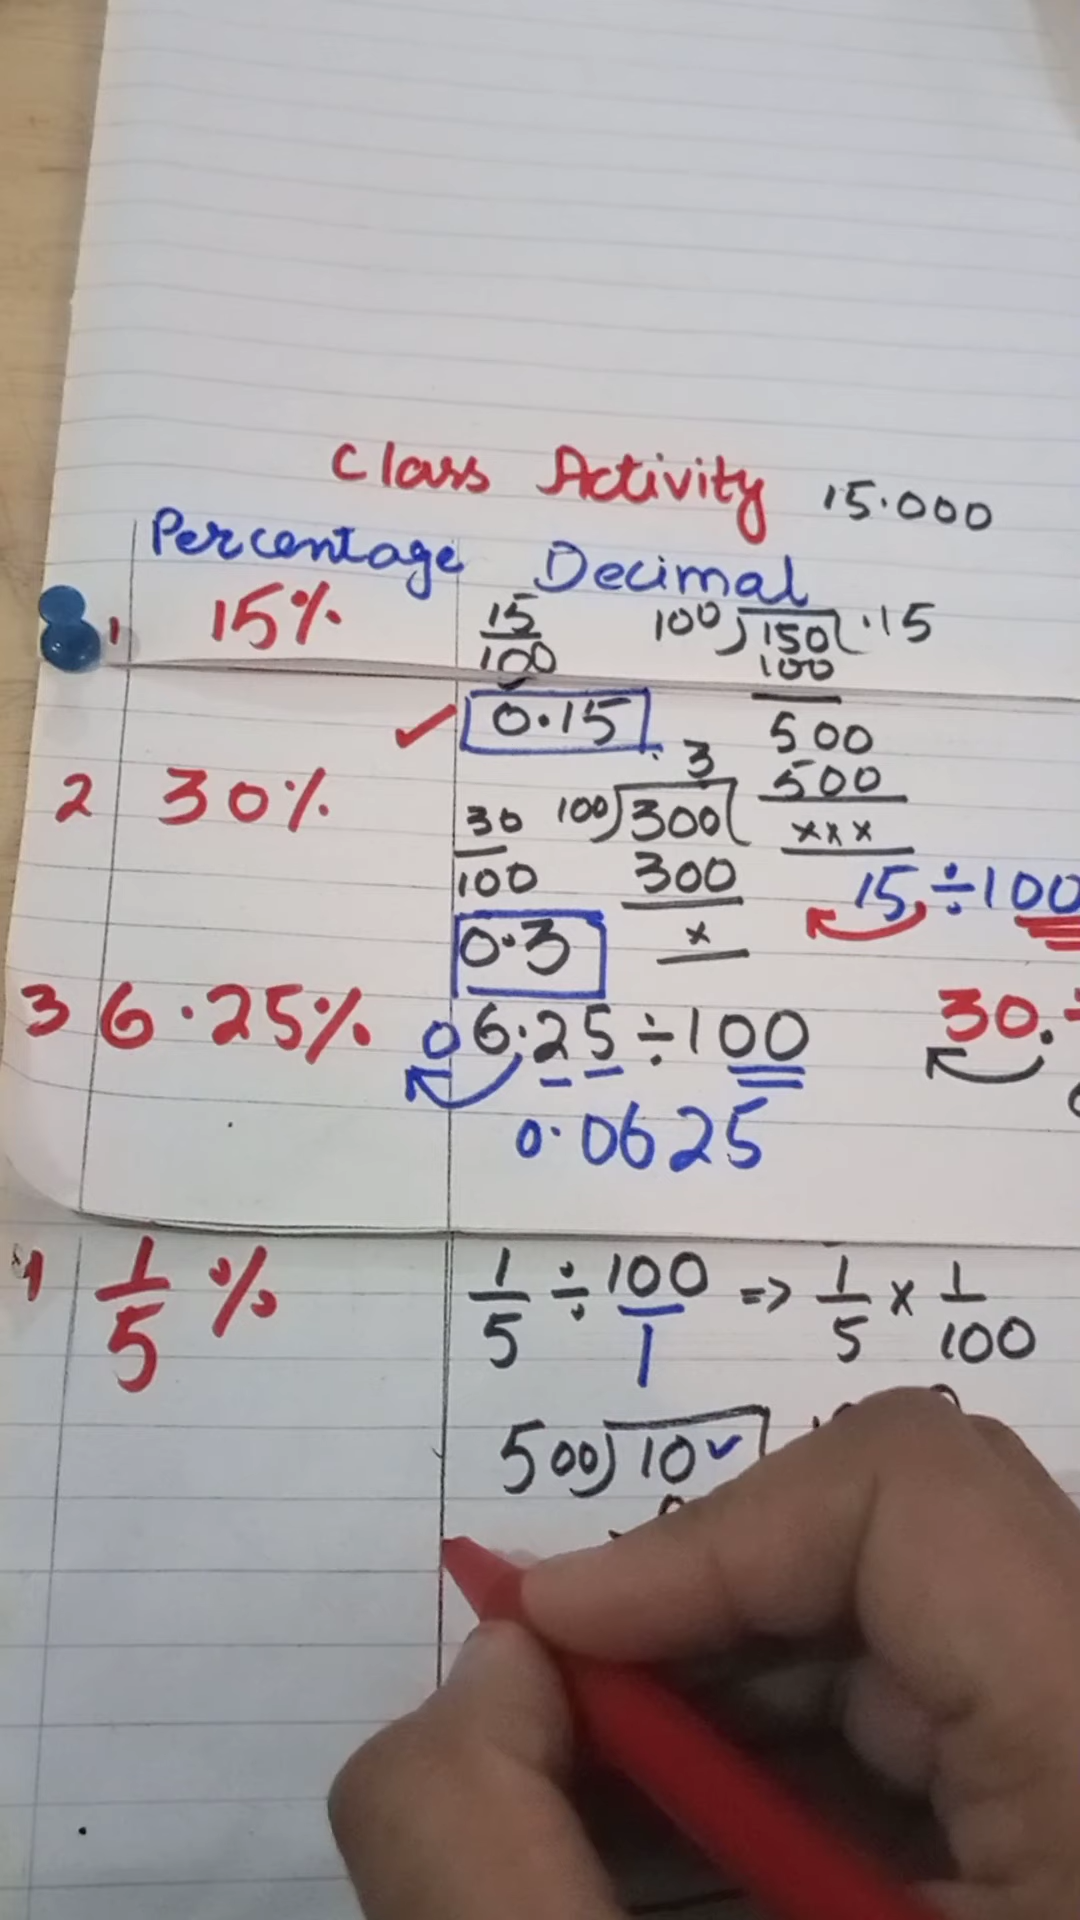 Class Activity 15.000
Percentage Decimal
1 15% 15/100 100)150(.15
100
0.15 500
500
xxx
2 30% 30/100 .3
100)300(
300
x
0.3
15÷100
3 6.25% 06.25÷100
30.÷
0.0625
1/5 % 1/5 ÷ 100/1 => 1/5 x 1/100
500)10